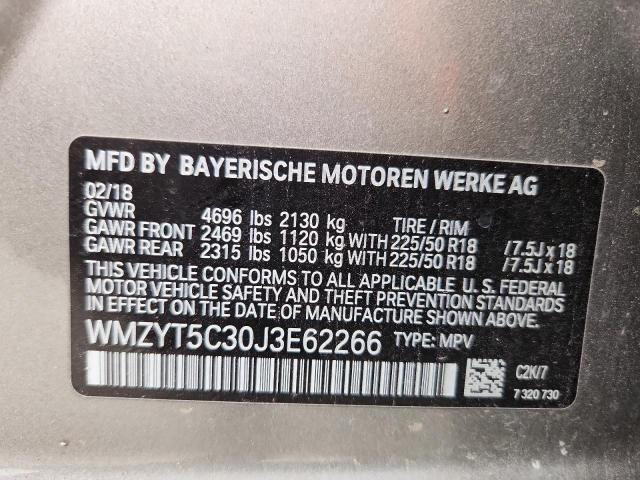 MFD BY BAYERISCHE MOTOREN WERKE AG
02/18
GVWR 4696 lbs 2130 kg TIRE / RIM
GAWR FRONT 2469 lbs 1120 kg WITH 225/50 R18 /7.5J x 18
GAWR REAR 2315 lbs 1050 kg WITH 225/50 R18 /7.5J x 18
THIS VEHICLE CONFORMS TO ALL APPLICABLE U. S. FEDERAL
MOTOR VEHICLE SAFETY AND THEFT PREVENTION STANDARDS
IN EFFECT ON THE DATE OF MANUFACTURE SHOWN ABOVE.
WMZYT5C30J3E62266 TYPE: MPV
C2K/7
7 320 730